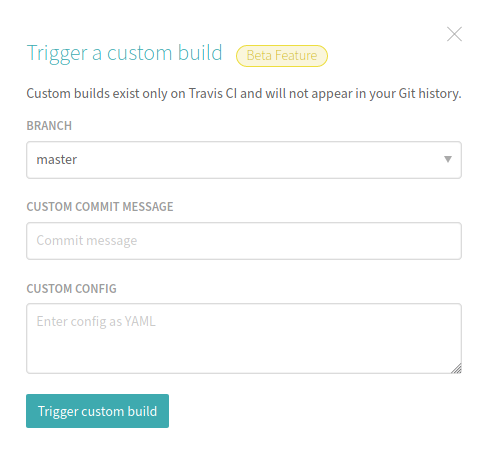 Trigger a custom build Beta Feature
Custom builds exist only on Travis CI and will not appear in your Git history.
BRANCH
master
CUSTOM COMMIT MESSAGE
Commit message
CUSTOM CONFIG
Enter config as YAML
Trigger custom build